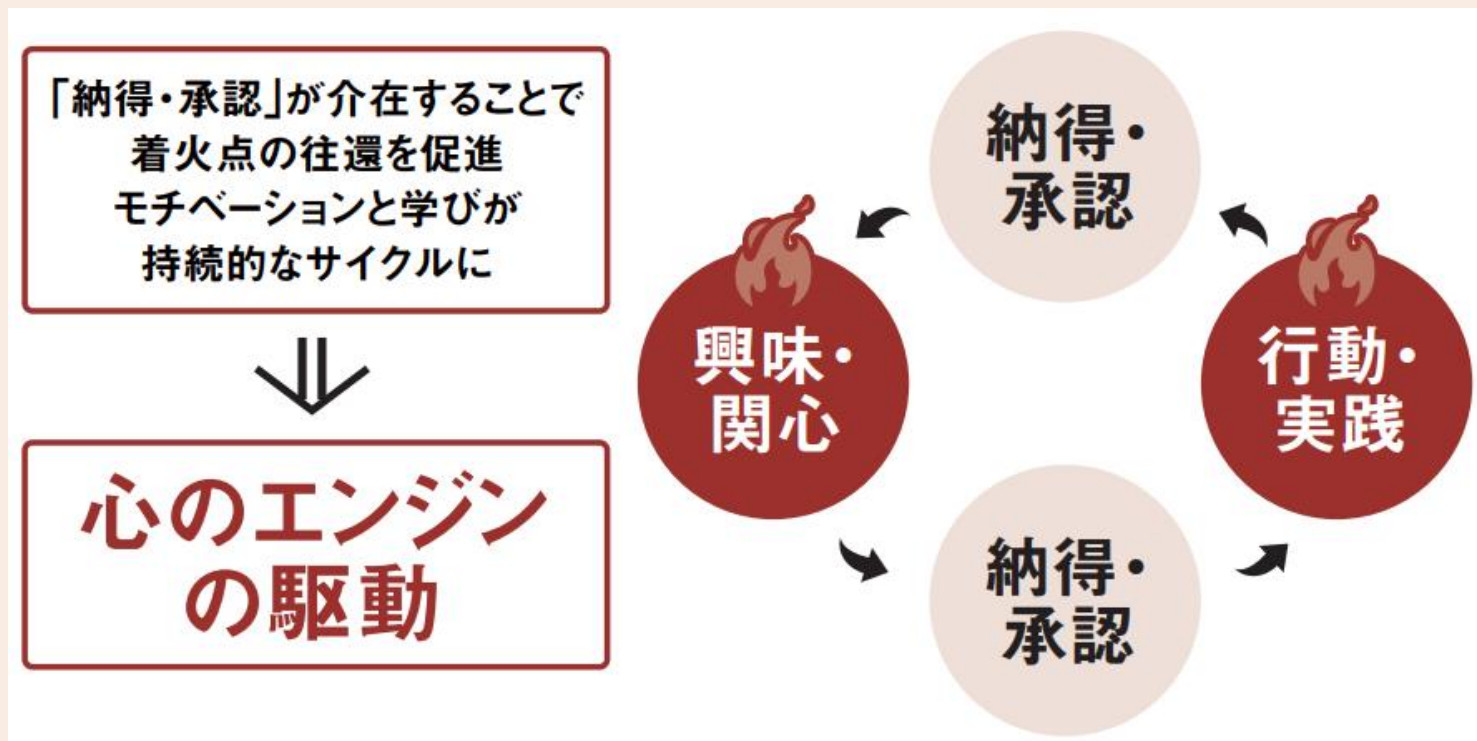 「納得・承認」が介在することで
着火点の往還を促進
モチベーションと学びが
持続的なサイクルに
心のエンジン
の駆動
納得・
承認
興味・
関心
行動・
実践
納得・
承認